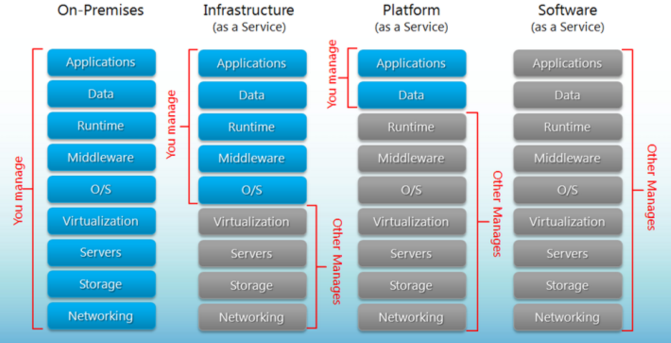 On-Premises
You manage
Applications
Data
Runtime
Middleware
O/S
Virtualization
Servers
Storage
Networking
Infrastructure
(as a Service)
You manage
Applications
Data
Runtime
Middleware
O/S
Virtualization
Servers
Storage
Networking
Other Manages
Platform
(as a Service)
You manage
Applications
Data
Runtime
Middleware
O/S
Virtualization
Servers
Storage
Networking
Other Manages
Software
(as a Service)
Applications
Data
Runtime
Middleware
O/S
Virtualization
Servers
Storage
Networking
Other Manages